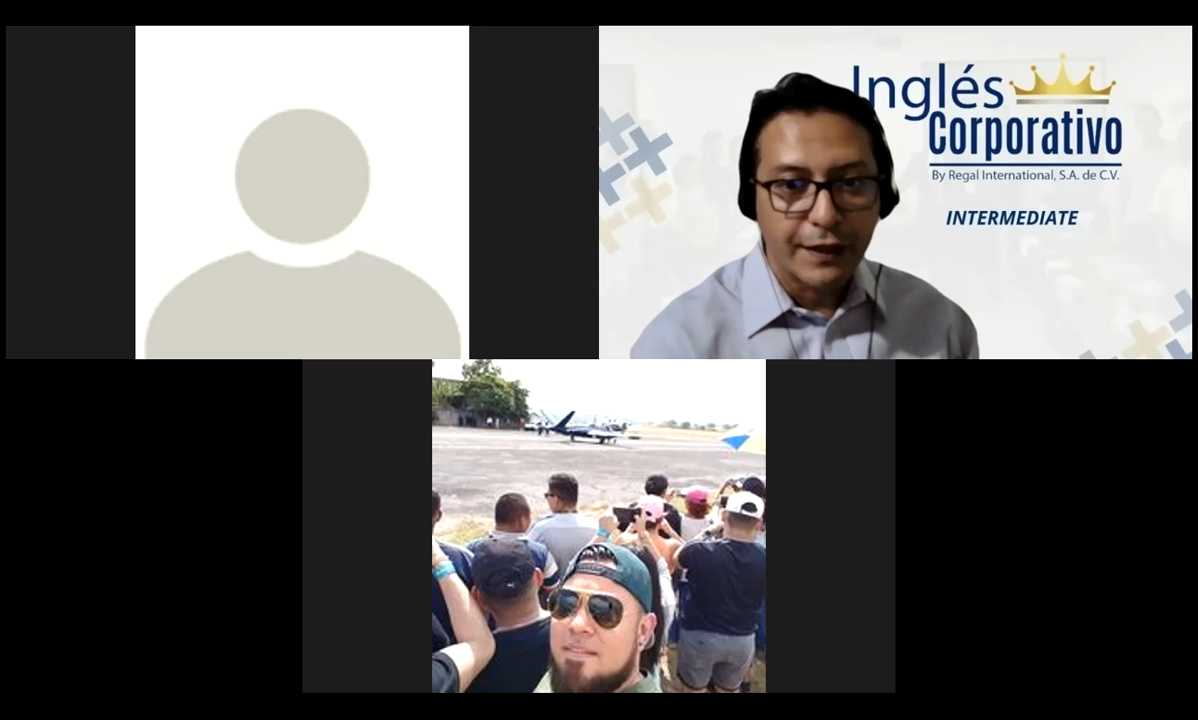 Inglés
Corporativo
By Regal International, S.A. de C.V.
INTERMEDIATE